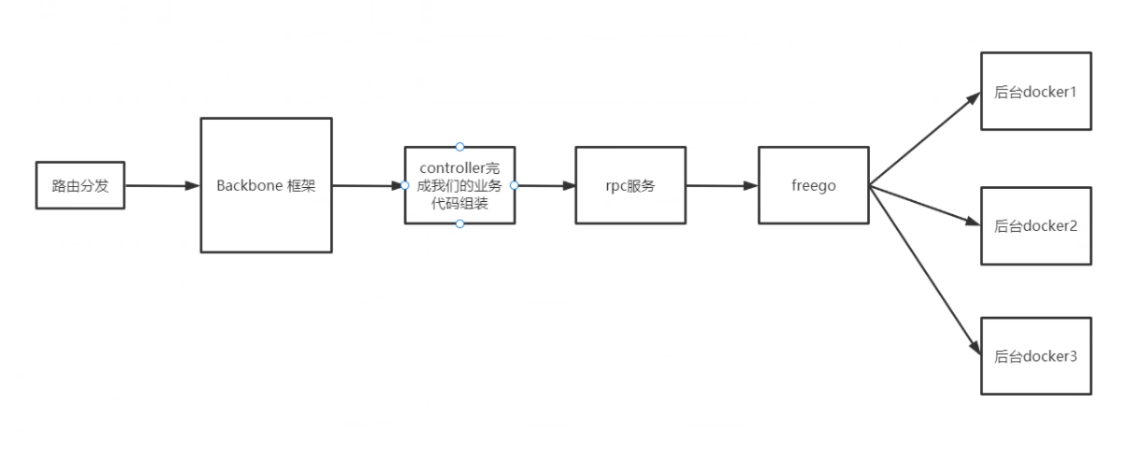 路由分发
Backbone 框架
controller完
成我们的业务
代码组装
rpc服务
freego
后台docker1
后台docker2
后台docker3